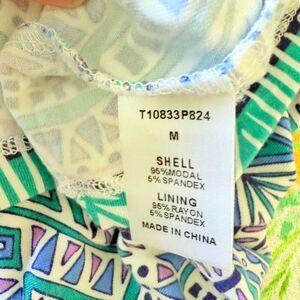 T10833P824
M
SHELL
95%MODAL
5%SPANDEX
LINING
95%RAYON
5%SPANDEX
MADE IN CHINA